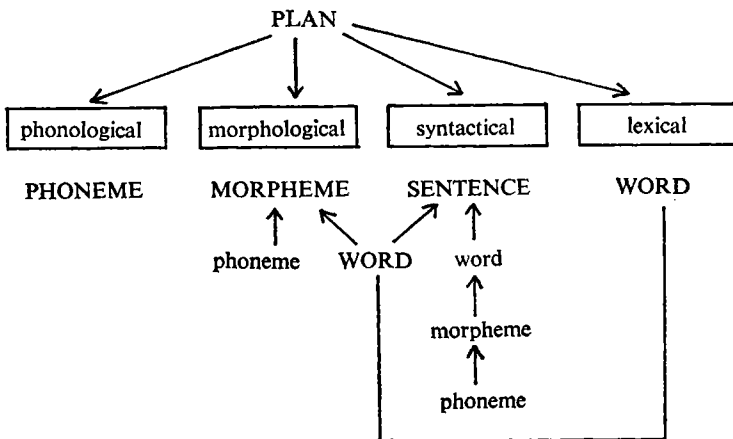 PLAN
phonological morphological syntactical lexical
PHONEME MORPHEME SENTENCE WORD
phoneme WORD word
morpheme
phoneme